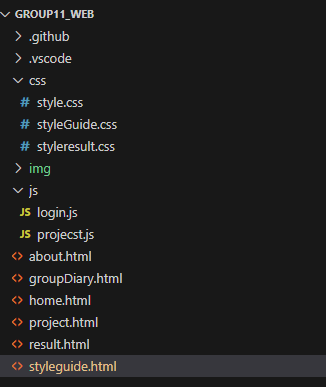 GROUP11_WEB
.github
.vscode
css
# style.css
# styleGuide.css
# styleresult.css
img
js
JS login.js
JS projecst.js
<> about.html
<> groupDiary.html
<> home.html
<> project.html
<> result.html
<> styleguide.html